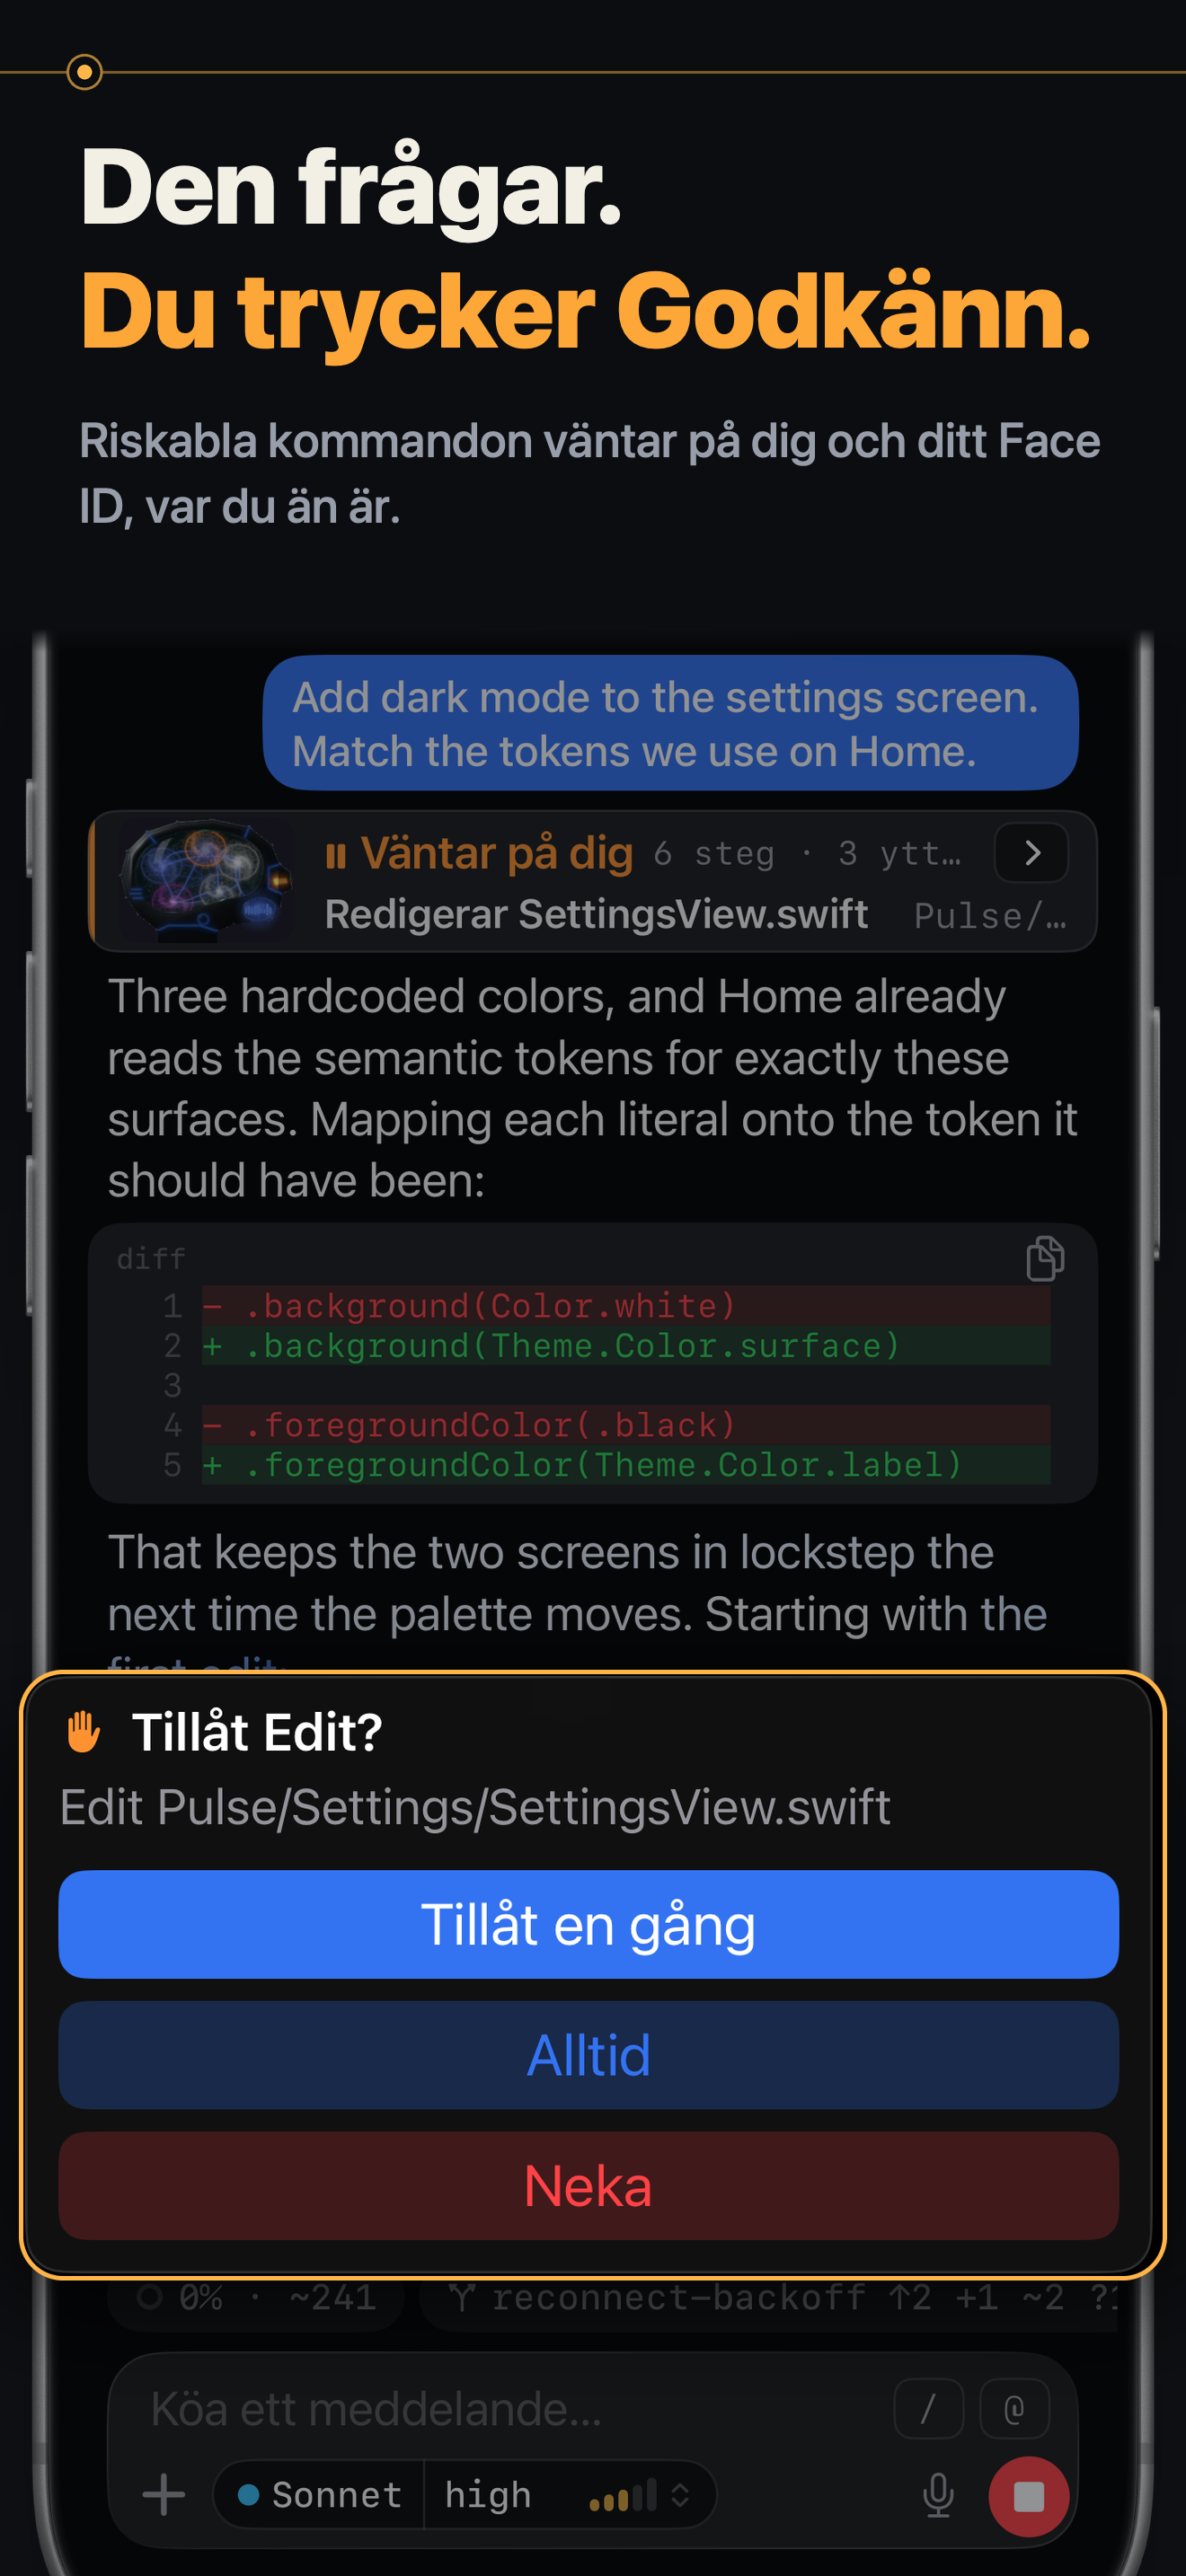 Den frågar.
Du trycker Godkänn.
Riskabla kommandon väntar på dig och ditt Face
ID, var du än är.
Add dark mode to the settings screen.
Match the tokens we use on Home.
Väntar på dig 6 steg · 3 ytt…
Redigerar SettingsView.swift Pulse/…
Three hardcoded colors, and Home already
reads the semantic tokens for exactly these
surfaces. Mapping each literal onto the token it
should have been:
diff
1 − .background(Color.white)
2 + .background(Theme.Color.surface)
3
4 − .foregroundColor(.black)
5 + .foregroundColor(Theme.Color.label)
That keeps the two screens in lockstep the
next time the palette moves. Starting with the
first edit:
Tillåt Edit?
Edit Pulse/Settings/SettingsView.swift
Tillåt en gång
Alltid
Neka
0% · ~241 reconnect-backoff ↑2 +1 ~2
Köa ett meddelande... / @
Sonnet high